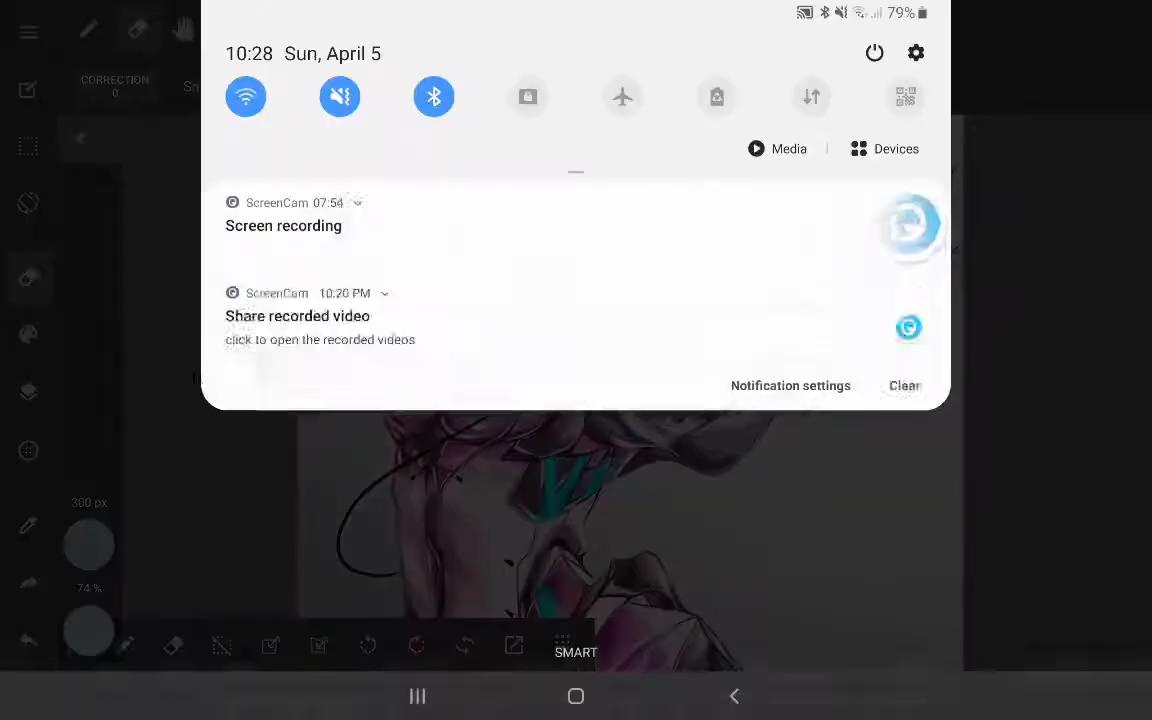 79%
10:28 Sun, April 5
CORRECTION
0
Media
Devices
ScreenCam 07:54
Screen recording
ScreenCam 10:20 PM
Share recorded video
click to open the recorded videos
Notification settings
Clear
300 px
74 %
SMART